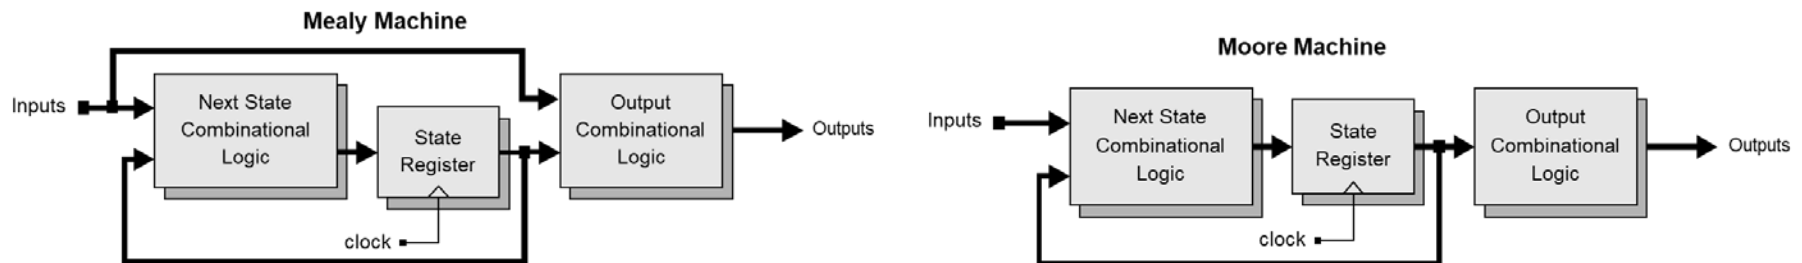 Mealy Machine
Inputs
Next State
Combinational
Logic
State
Register
clock
Output
Combinational
Logic
Outputs
Moore Machine
Inputs
Next State
Combinational
Logic
State
Register
clock
Output
Combinational
Logic
Outputs